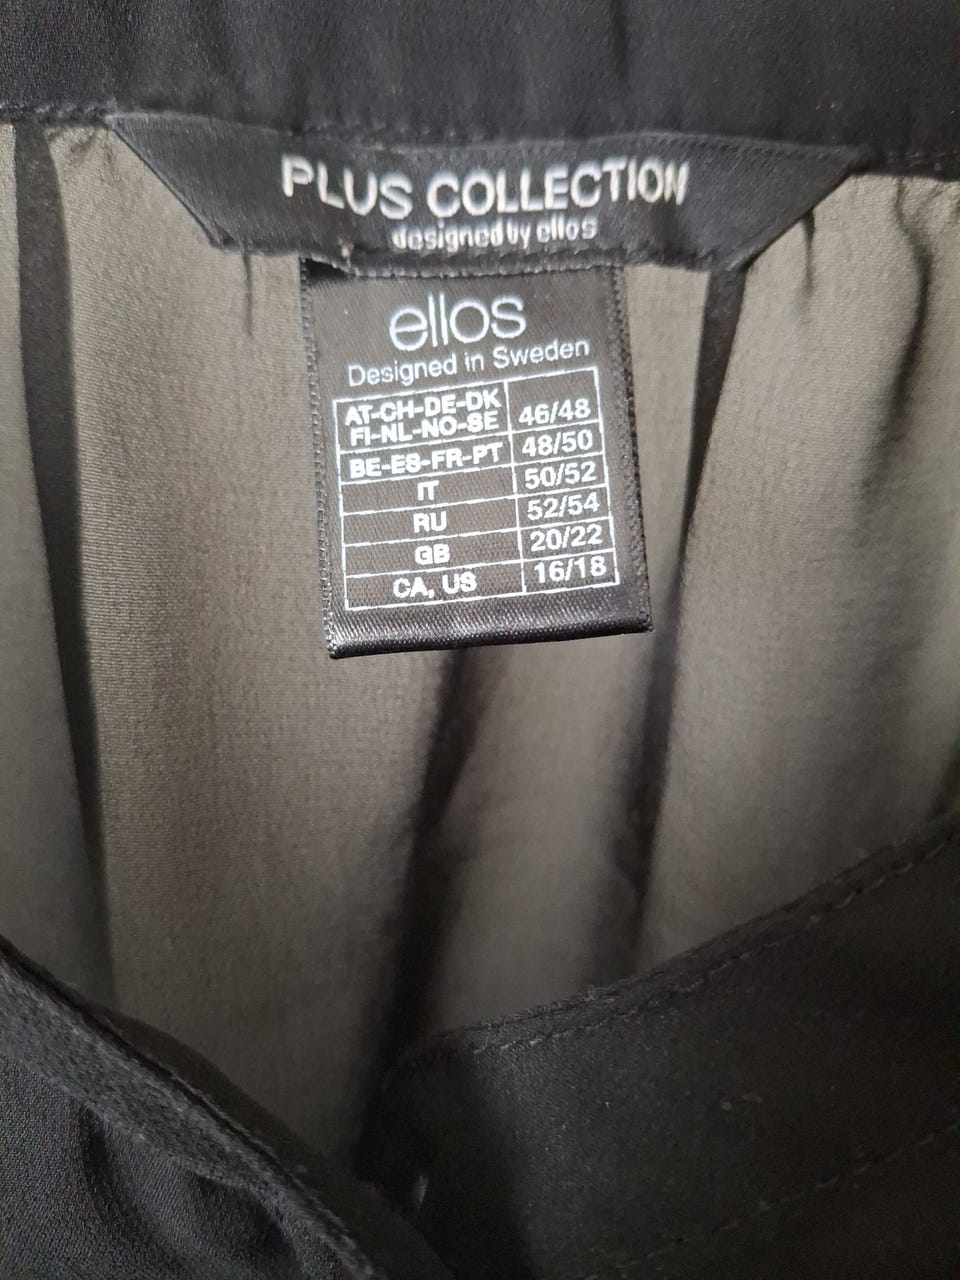 PLUS COLLECTION
designed by ellos
ellos
Designed in Sweden
AT-CH-DE-DK
FI-NL-NO-SE 46/48
BE-ES-FR-PT 48/50
IT 50/52
RU 52/54
GB 20/22
CA, US 16/18